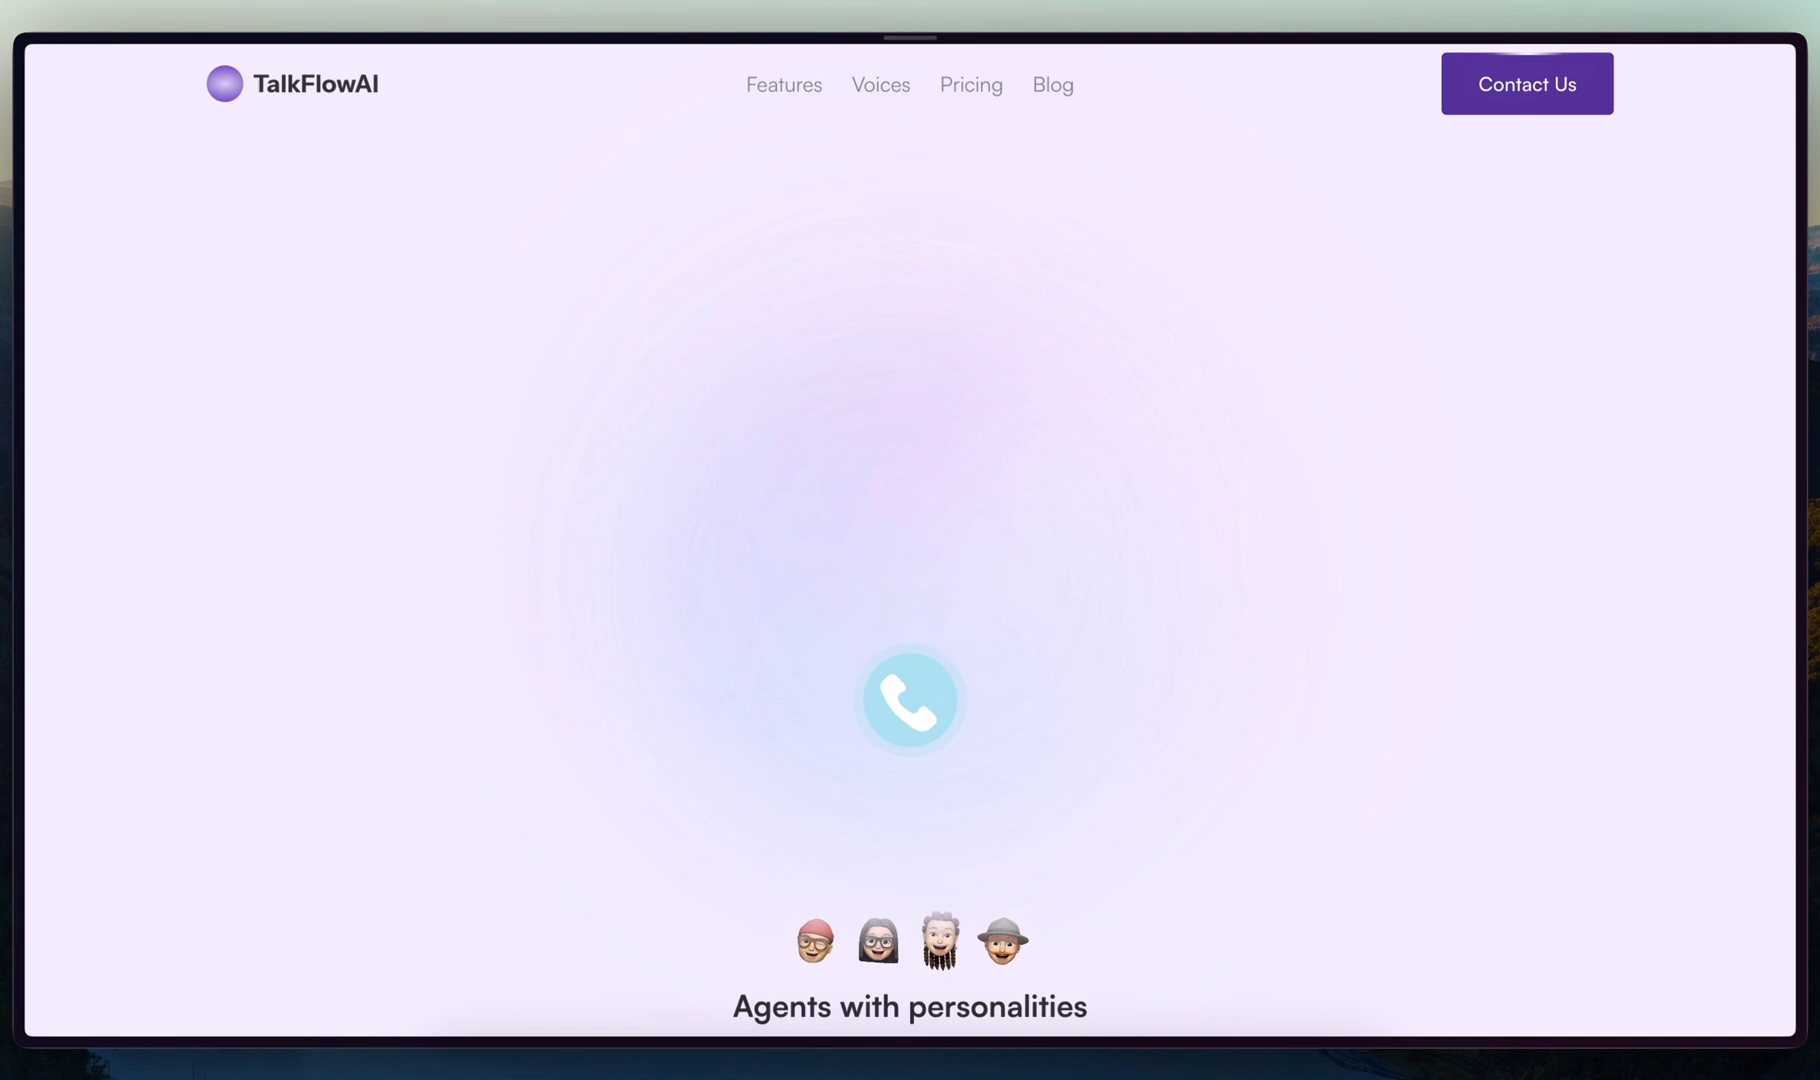 TalkFlowAI
Features Voices Pricing Blog
Contact Us
Agents with personalities